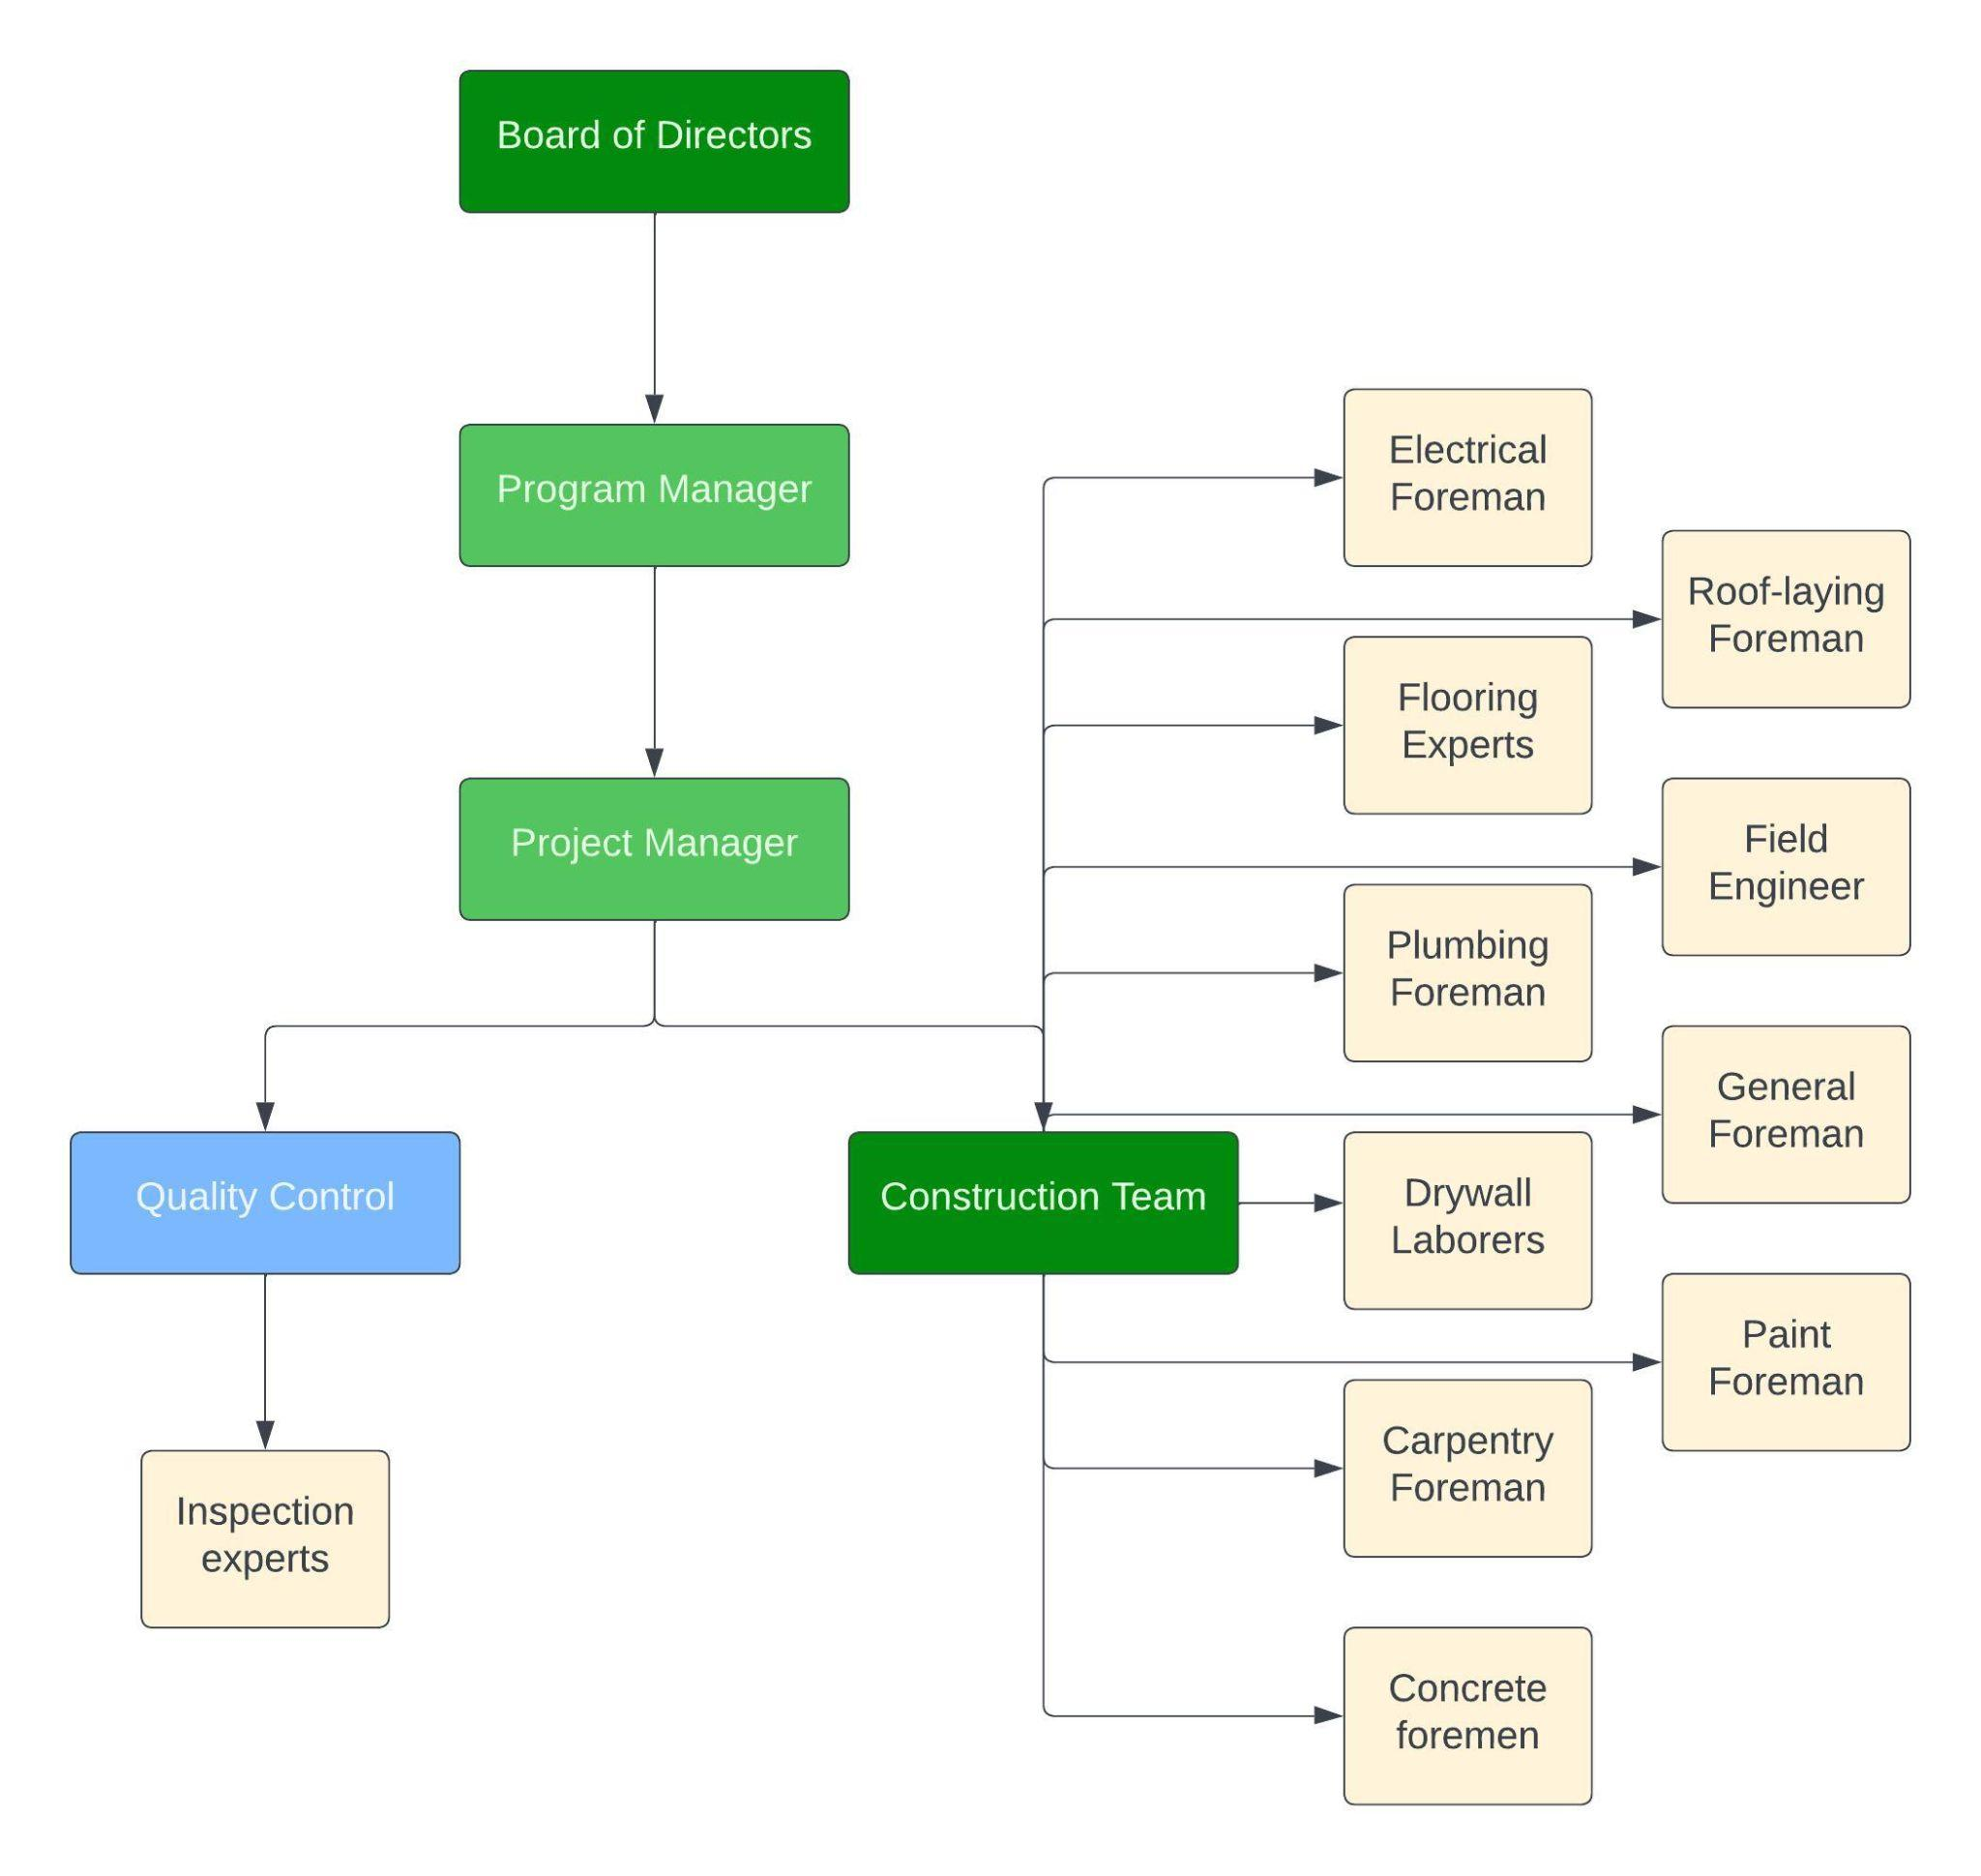 Board of Directors
Program Manager
Project Manager
Quality Control
Construction Team
Inspection
experts
Electrical
Foreman
Roof-laying
Foreman
Flooring
Experts
Field
Engineer
Plumbing
Foreman
General
Foreman
Drywall
Laborers
Paint
Foreman
Carpentry
Foreman
Concrete
foremen